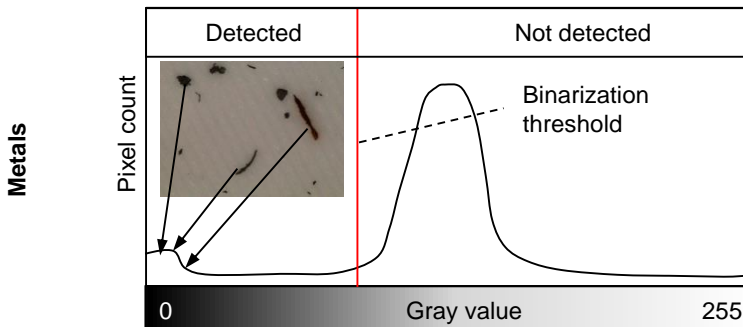 Detected
Not detected
Metals
Pixel count
Binarization
threshold
0
Gray value
255